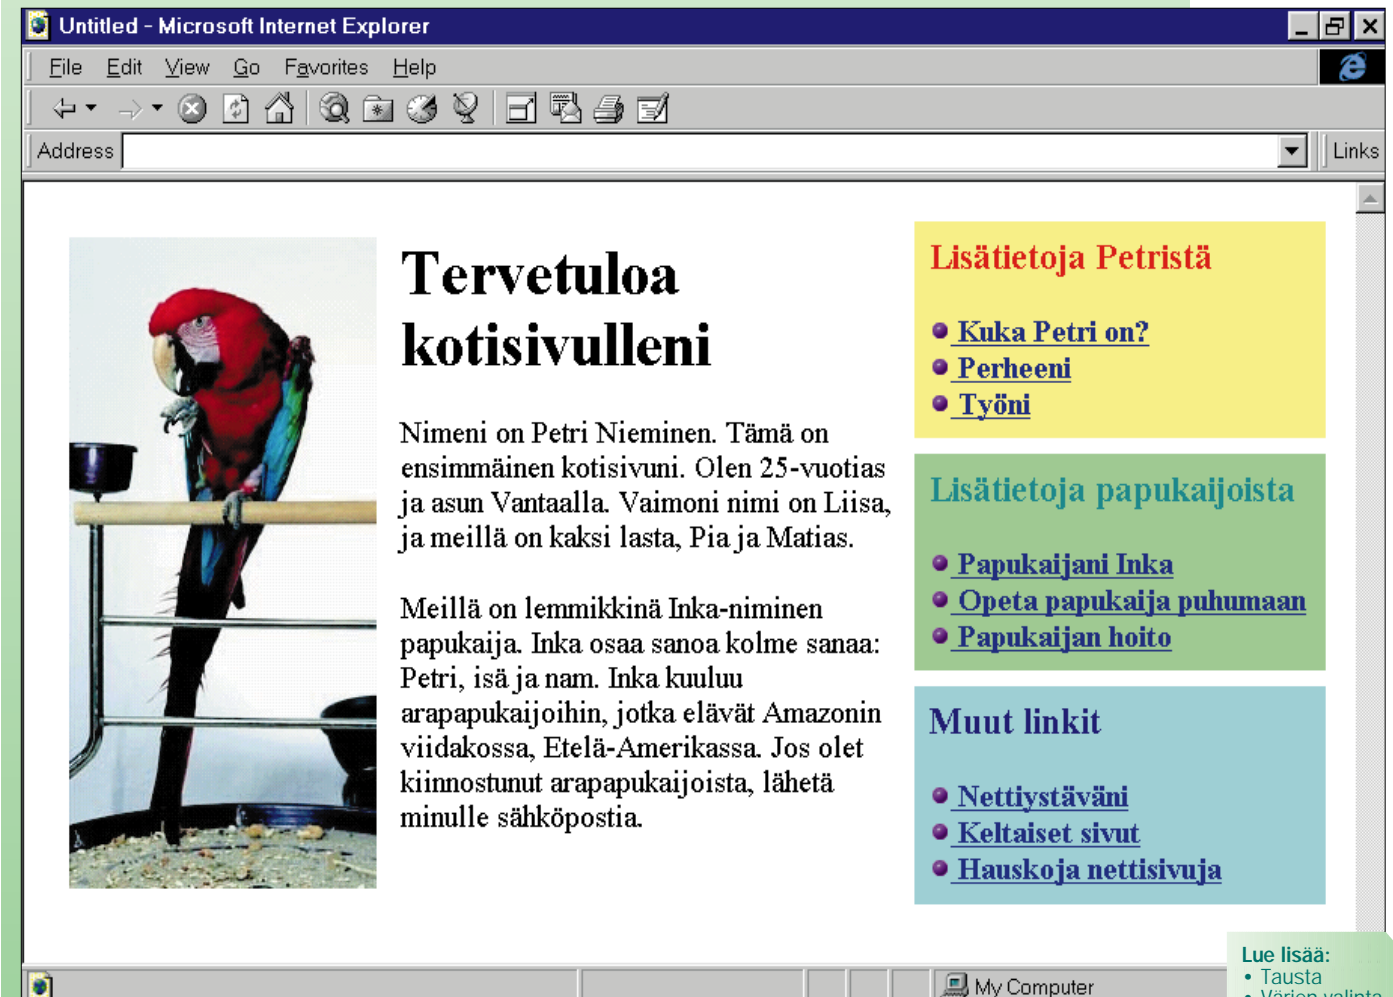 Untitled - Microsoft Internet Explorer
File Edit View Go Favorites Help
Address
Links
Tervetuloa
kotisivulleni
Nimeni on Petri Nieminen. Tämä on
ensimmäinen kotisivuni. Olen 25-vuotias
ja asun Vantaalla. Vaimoni nimi on Liisa,
ja meillä on kaksi lasta, Pia ja Matias.
Meillä on lemmikkinä Inka-niminen
papukaija. Inka osaa sanoa kolme sanaa:
Petri, isä ja nam. Inka kuuluu
arapapukaijoihin, jotka elävät Amazonin
viidakossa, Etelä-Amerikassa. Jos olet
kiinnostunut arapapukaijoista, lähetä
minulle sähköpostia.
Lisätietoja Petristä
Kuka Petri on?
Perheeni
Työni
Lisätietoja papukaijoista
Papukaijani Inka
Opeta papukaija puhumaan
Papukaijan hoito
Muut linkit
Nettiystäväni
Keltaiset sivut
Hauskoja nettisivuja
My Computer
Lue lisää:
• Tausta
• Värien valinta